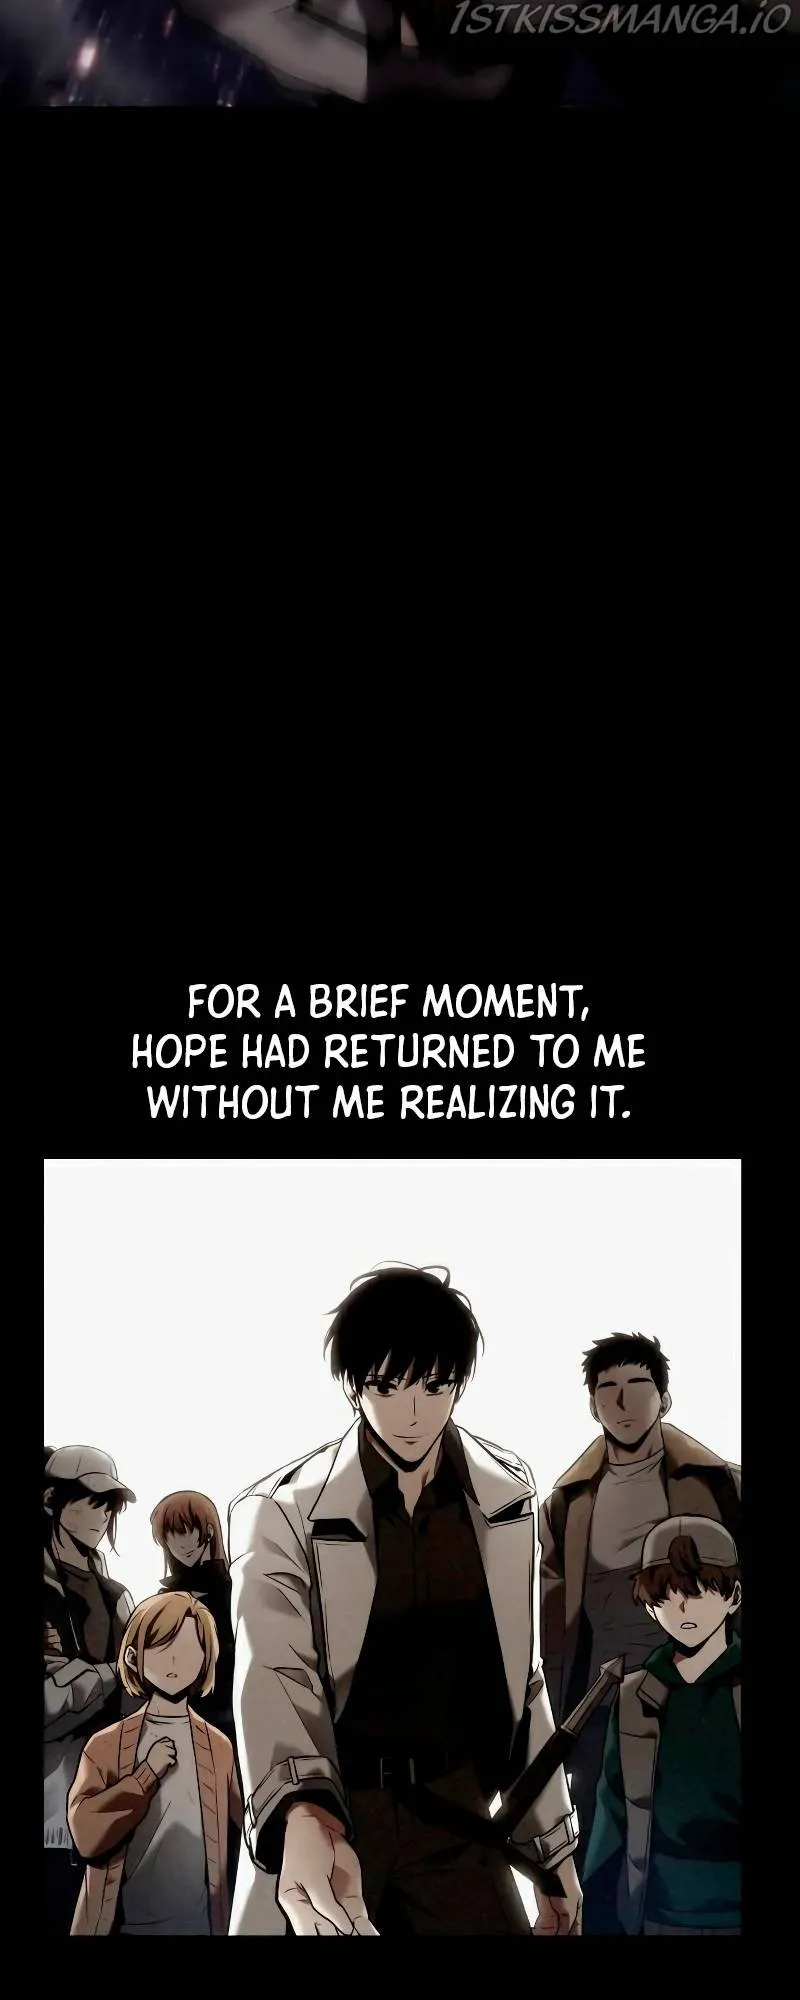 1STKISSMANGA.IO
FOR A BRIEF MOMENT,
HOPE HAD RETURNED TO ME
WITHOUT ME REALIZING IT.